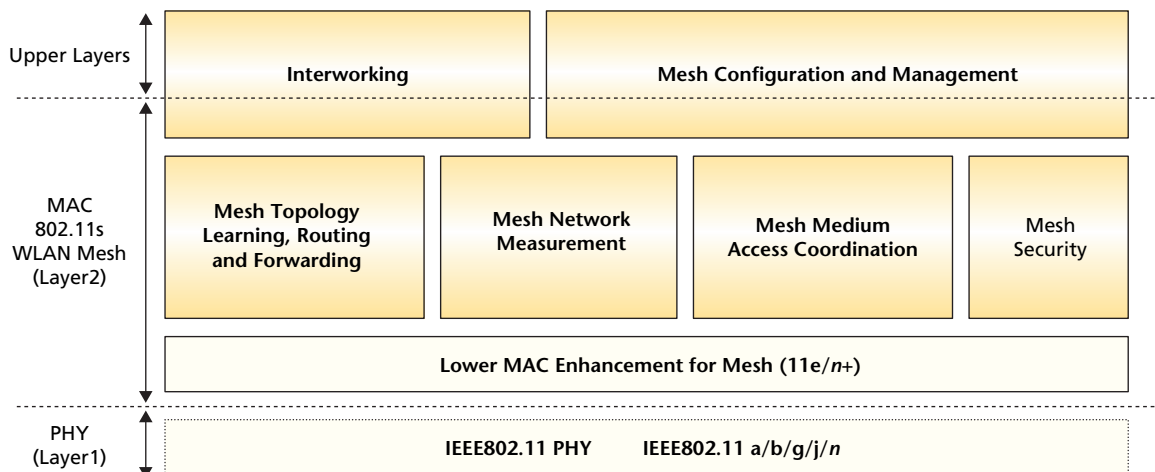 Upper Layers
Interworking
Mesh Configuration and Management
MAC
802.11s
WLAN Mesh
(Layer2)
Mesh Topology
Learning, Routing
and Forwarding
Mesh Network
Measurement
Mesh Medium
Access Coordination
Mesh
Security
Lower MAC Enhancement for Mesh (11e/n+)
PHY
(Layer1)
IEEE802.11 PHY IEEE802.11 a/b/g/j/n